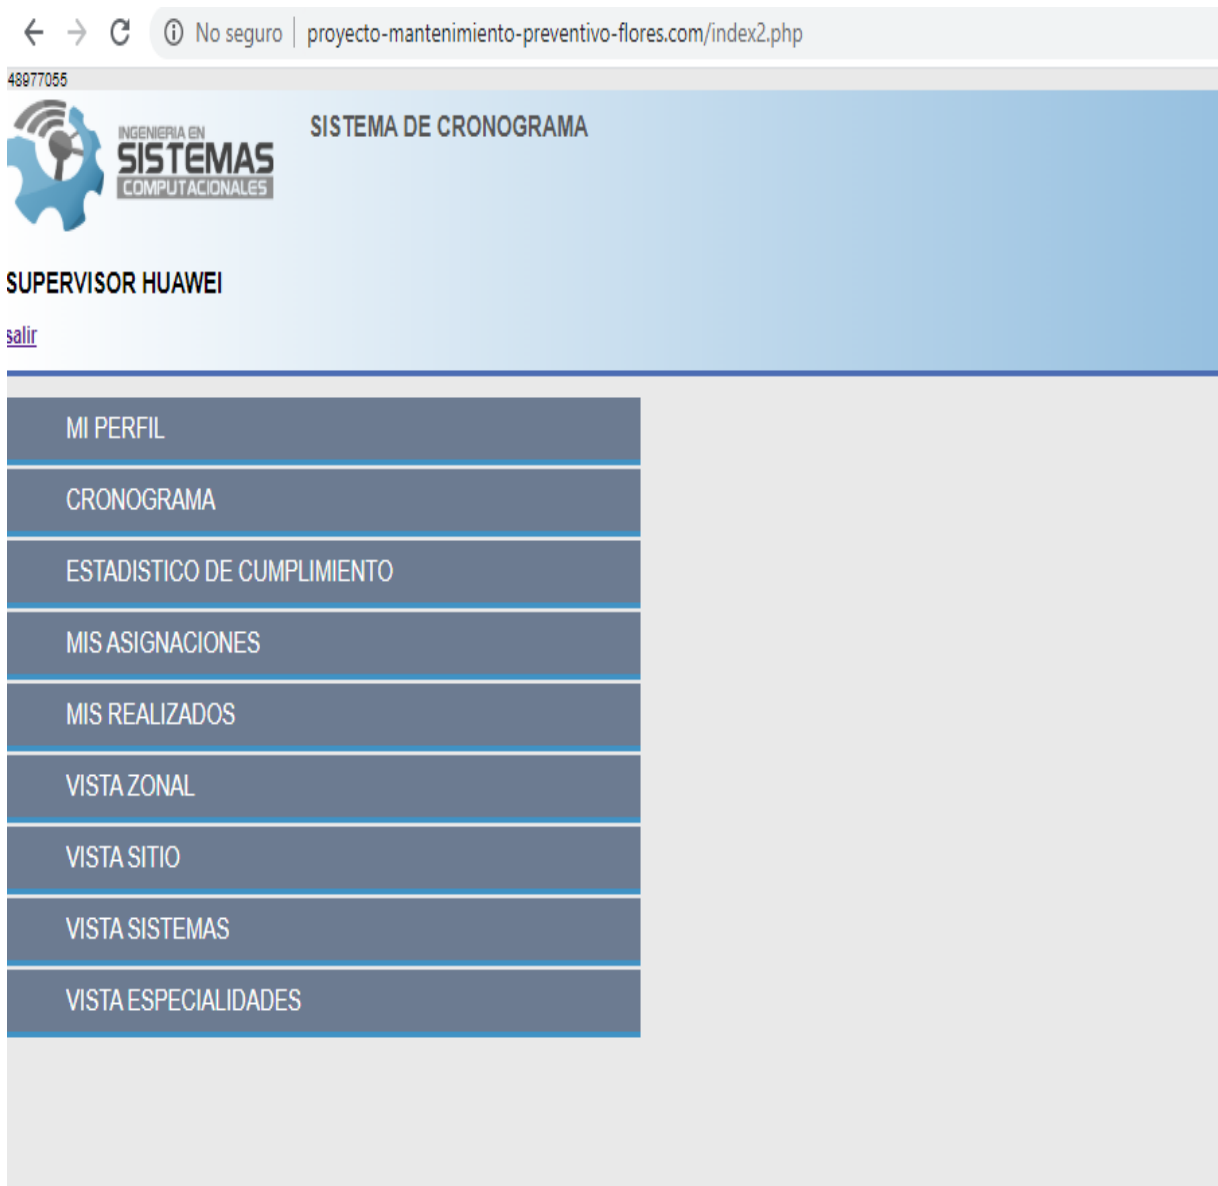 No seguro | proyecto-mantenimiento-preventivo-flores.com/index2.php
48977055
INGENIERIA EN
SISTEMAS
COMPUTACIONALES
SISTEMA DE CRONOGRAMA
SUPERVISOR HUAWEI
salir
MI PERFIL
CRONOGRAMA
ESTADISTICO DE CUMPLIMIENTO
MIS ASIGNACIONES
MIS REALIZADOS
VISTA ZONAL
VISTA SITIO
VISTA SISTEMAS
VISTA ESPECIALIDADES